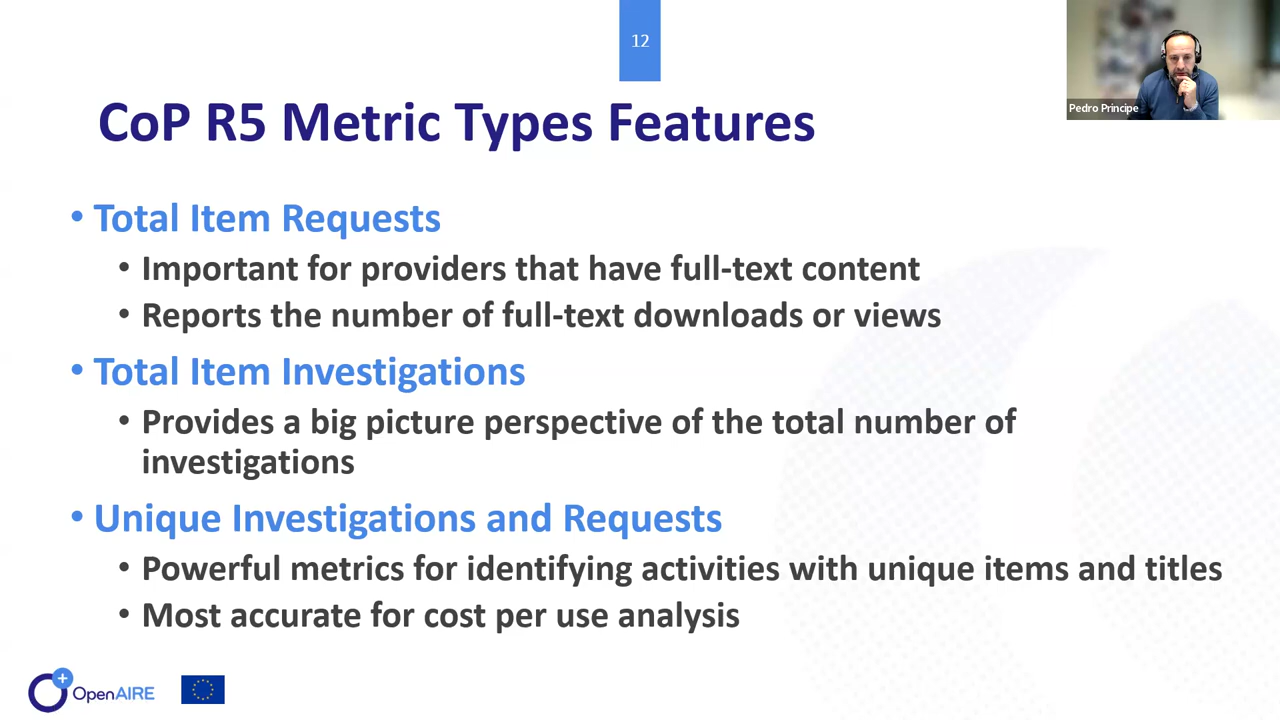 12
Pedro Principe
CoP R5 Metric Types Features
• Total Item Requests
• Important for providers that have full-text content
• Reports the number of full-text downloads or views
• Total Item Investigations
• Provides a big picture perspective of the total number of
investigations
• Unique Investigations and Requests
• Powerful metrics for identifying activities with unique items and titles
• Most accurate for cost per use analysis
OpenAIRE